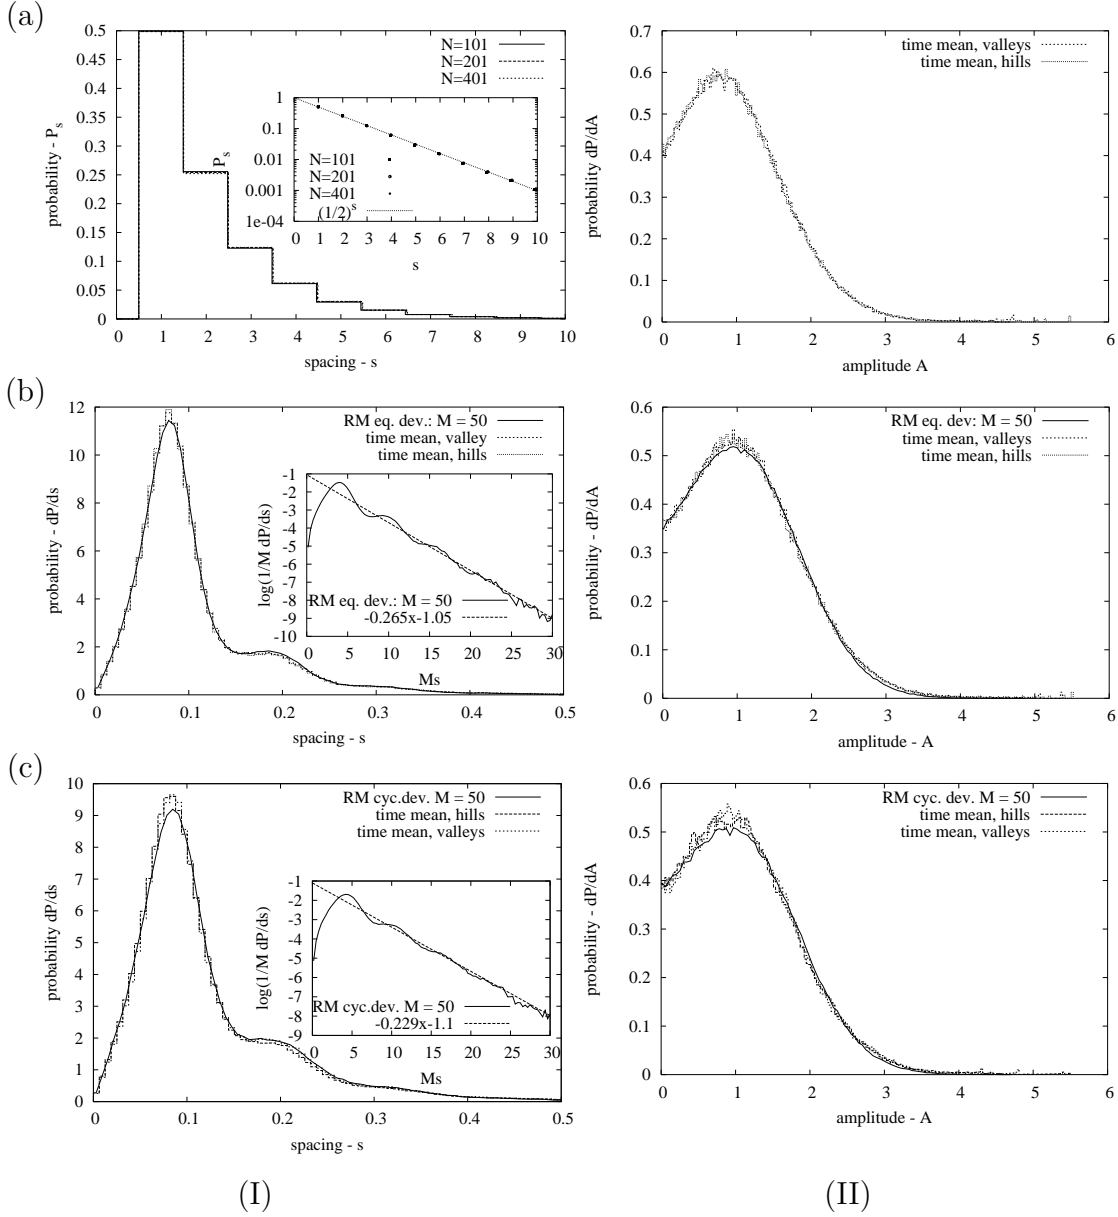 (a)
0.5
0.45
0.4
0.35
0.3
0.25
0.2
0.15
0.1
0.05
0
probability - P_s
N=101
N=201
N=401
1
0.1
0.01
0.001
1e-04
P_s
N=101
N=201
N=401
(1/2)^s
0 1 2 3 4 5 6 7 8 9 10
s
0 1 2 3 4 5 6 7 8 9 10
spacing - s
0.7
0.6
0.5
0.4
0.3
0.2
0.1
0
probability dP/dA
time mean, valleys
time mean, hills
0 1 2 3 4 5 6
amplitude A
(b)
12
10
8
6
4
2
0
probability - dP/ds
RM eq. dev.: M = 50
time mean, valley
time mean, hills
-1
-2
-3
-4
-5
-6
-7
-8
-9
-10
log(1/M dP/ds)
RM eq. dev.: M = 50
-0.265x-1.05
0 5 10 15 20 25 30
Ms
0 0.1 0.2 0.3 0.4 0.5
spacing - s
0.6
0.5
0.4
0.3
0.2
0.1
0
probability - dP/dA
RM eq. dev: M = 50
time mean, valleys
time mean, hills
0 1 2 3 4 5 6
amplitude - A
(c)
10
9
8
7
6
5
4
3
2
1
0
probability dP/ds
RM cyc.dev. M = 50
time mean, hills
time mean, valleys
-1
-2
-3
-4
-5
-6
-7
-8
-9
log(1/M dP/ds)
RM cyc.dev. M = 50
-0.229x-1.1
0 5 10 15 20 25 30
Ms
0 0.1 0.2 0.3 0.4 0.5
spacing - s
0.6
0.5
0.4
0.3
0.2
0.1
0
probability - dP/dA
RM cyc. dev. M = 50
time mean, hills
time mean, valleys
0 1 2 3 4 5 6
amplitude - A
(I)
(II)